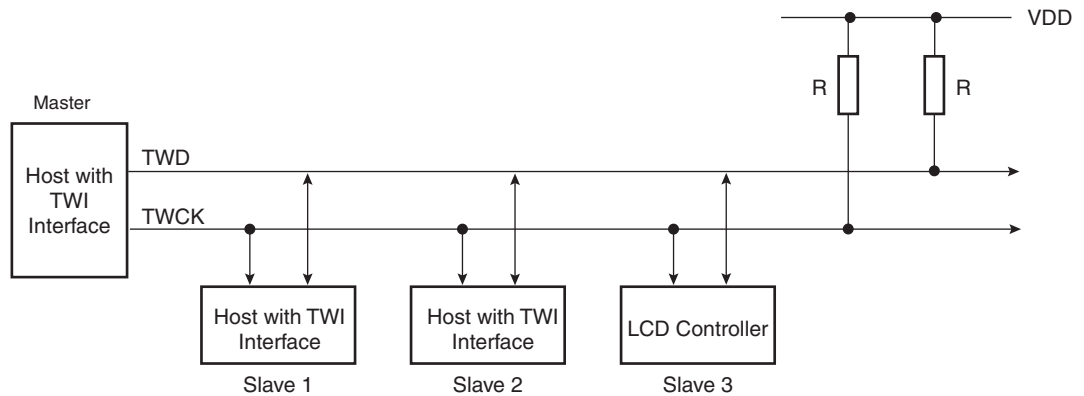 VDD
R
R
Master
Host with
TWI
Interface
TWD
TWCK
Host with TWI
Interface
Slave 1
Host with TWI
Interface
Slave 2
LCD Controller
Slave 3